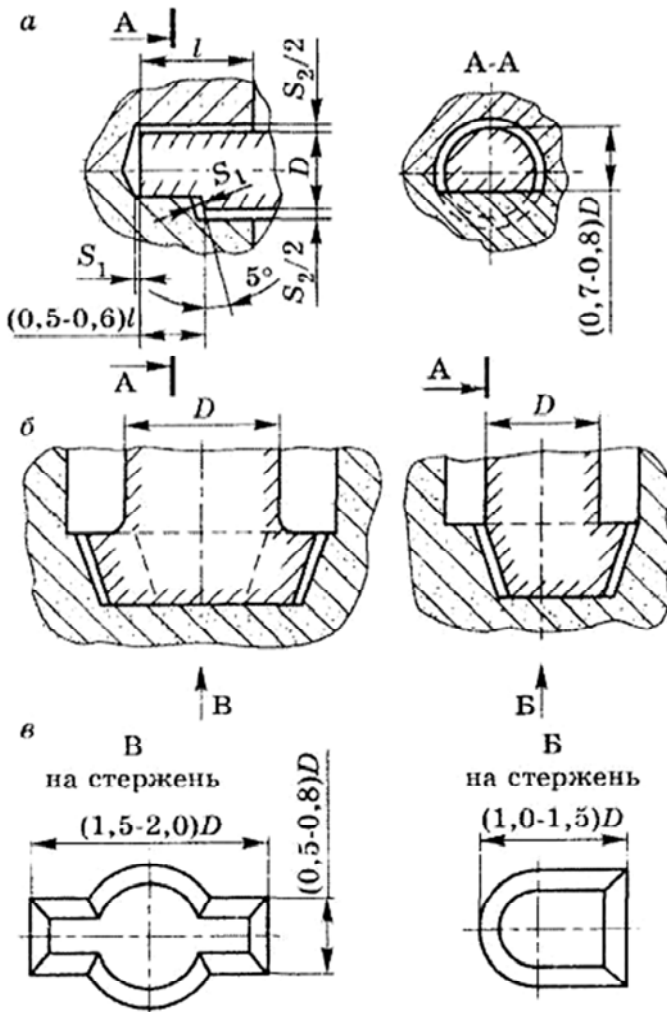 а
А
l
S₂/2
А-А
S₁
D
(0,7-0,8)D
S₁
5°
S₂/2
(0,5-0,6)l
А
А
б
D
D
В
Б
в
В
на стержень
Б
на стержень
(1,5-2,0)D
(0,5-0,8)D
(1,0-1,5)D